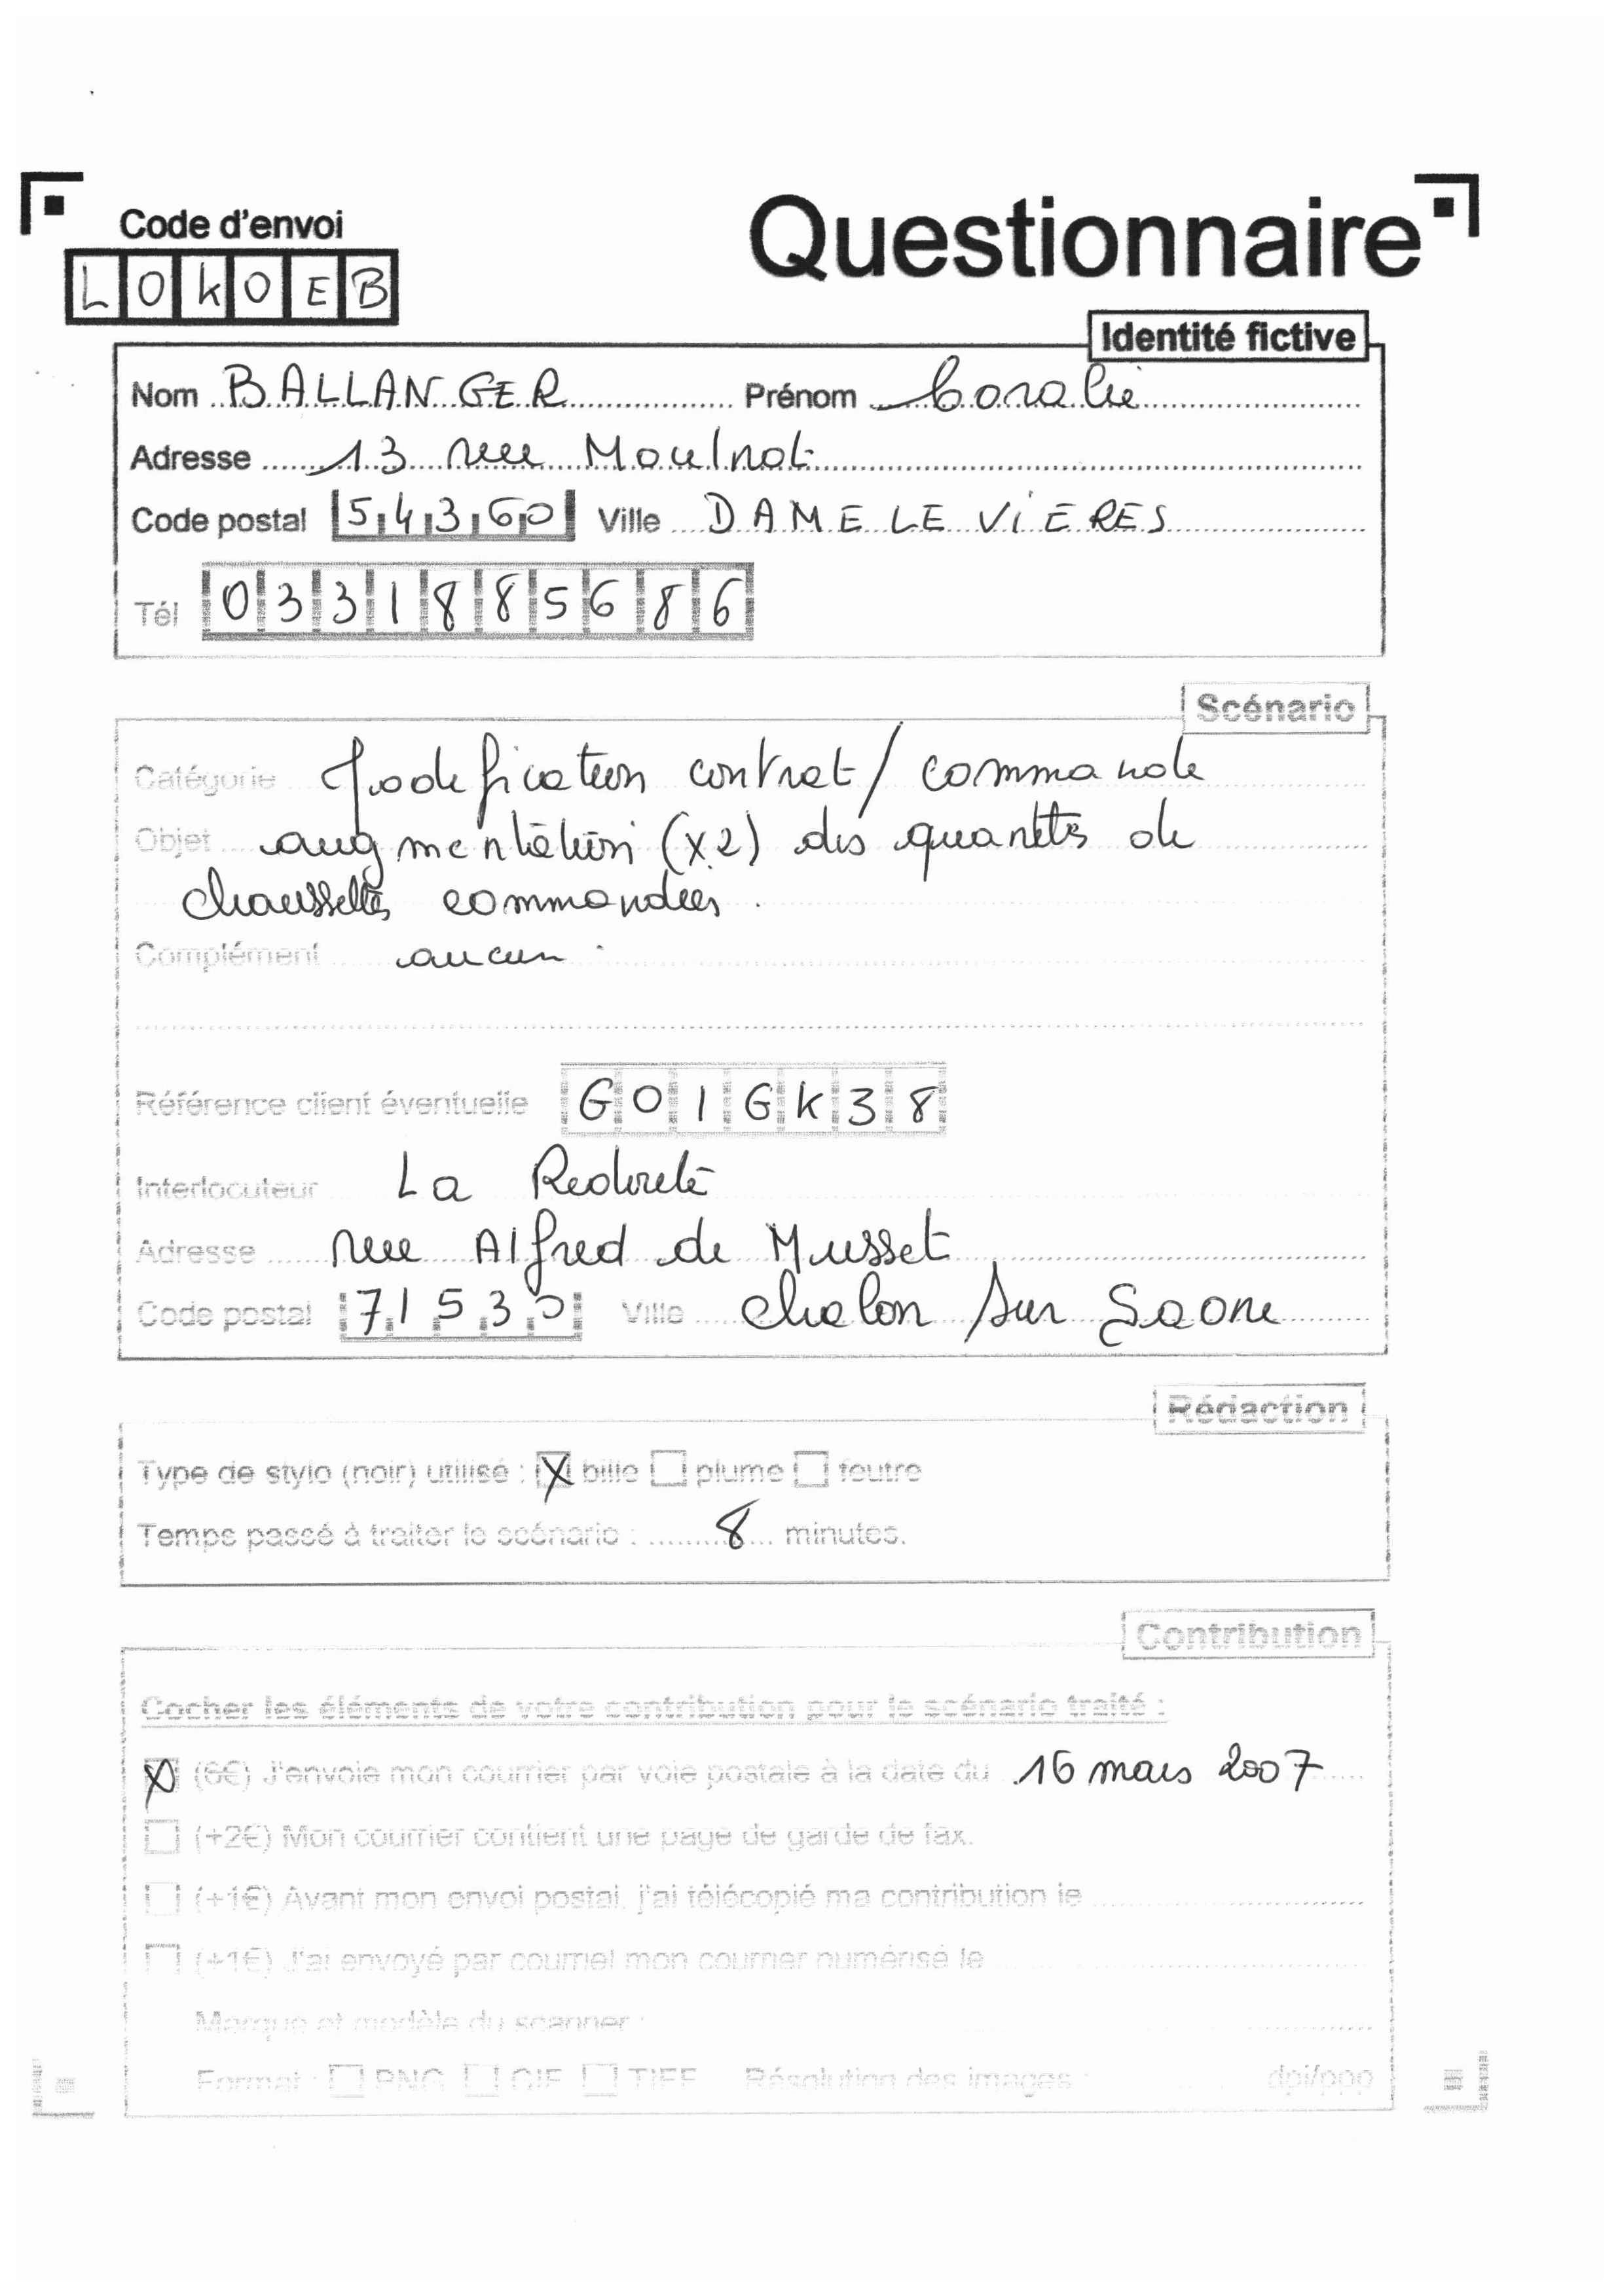 Code d'envoi
Questionnaire
LOKOEB
Identité fictive
Nom BALLANGER Prénom Coralie
Adresse 13 rue Moulnot
Code postal 54360 Ville DAME LE VIERES
Tél 0331885686
Scénario
Catégorie Modification contrat/commande
Objet augmentation (x2) des quantités de
chaussettes commandées.
Complément aucun.
Référence client éventuelle G01GK38
Interlocuteur La Redoute
Adresse rue Alfred de Musset
Code postal 71530 Ville Chalon sur Saone
Rédaction
Type de stylo (noir) utilisé : X bille plume feutre
Temps passé à traiter le scénario : 8 minutes.
Contribution
Cocher les éléments de votre contribution pour le scénario traité :
X (6€) J'envoie mon courrier par voie postale à la date du 16 mars 2007
(+2€) Mon courrier contient une page de garde de fax.
(+1€) Avant mon envoi postal, j'ai télécopié ma contribution le
(+1€) J'ai envoyé par courriel mon courrier numérisé le
Marque et modèle du scanner :
Format : PNG GIF TIFF Résolution des images : dpi/ppp